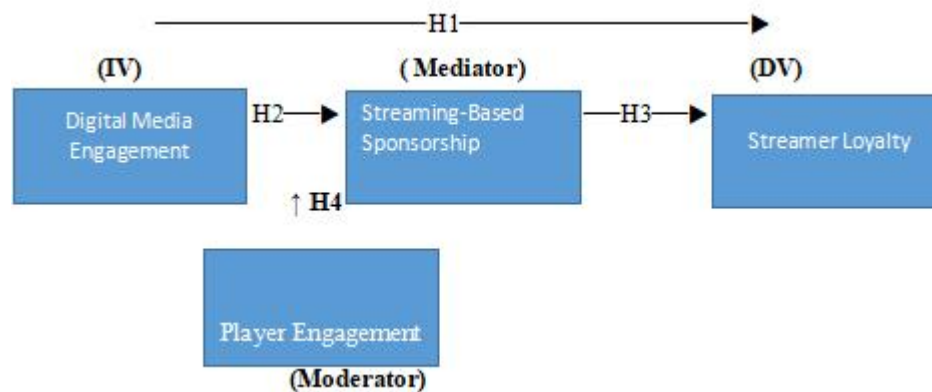 H1
(IV)
( Mediator)
(DV)
Digital Media
Engagement
H2
Streaming-Based
Sponsorship
H3
Streamer Loyalty
↑ H4
Player Engagement
(Moderator)